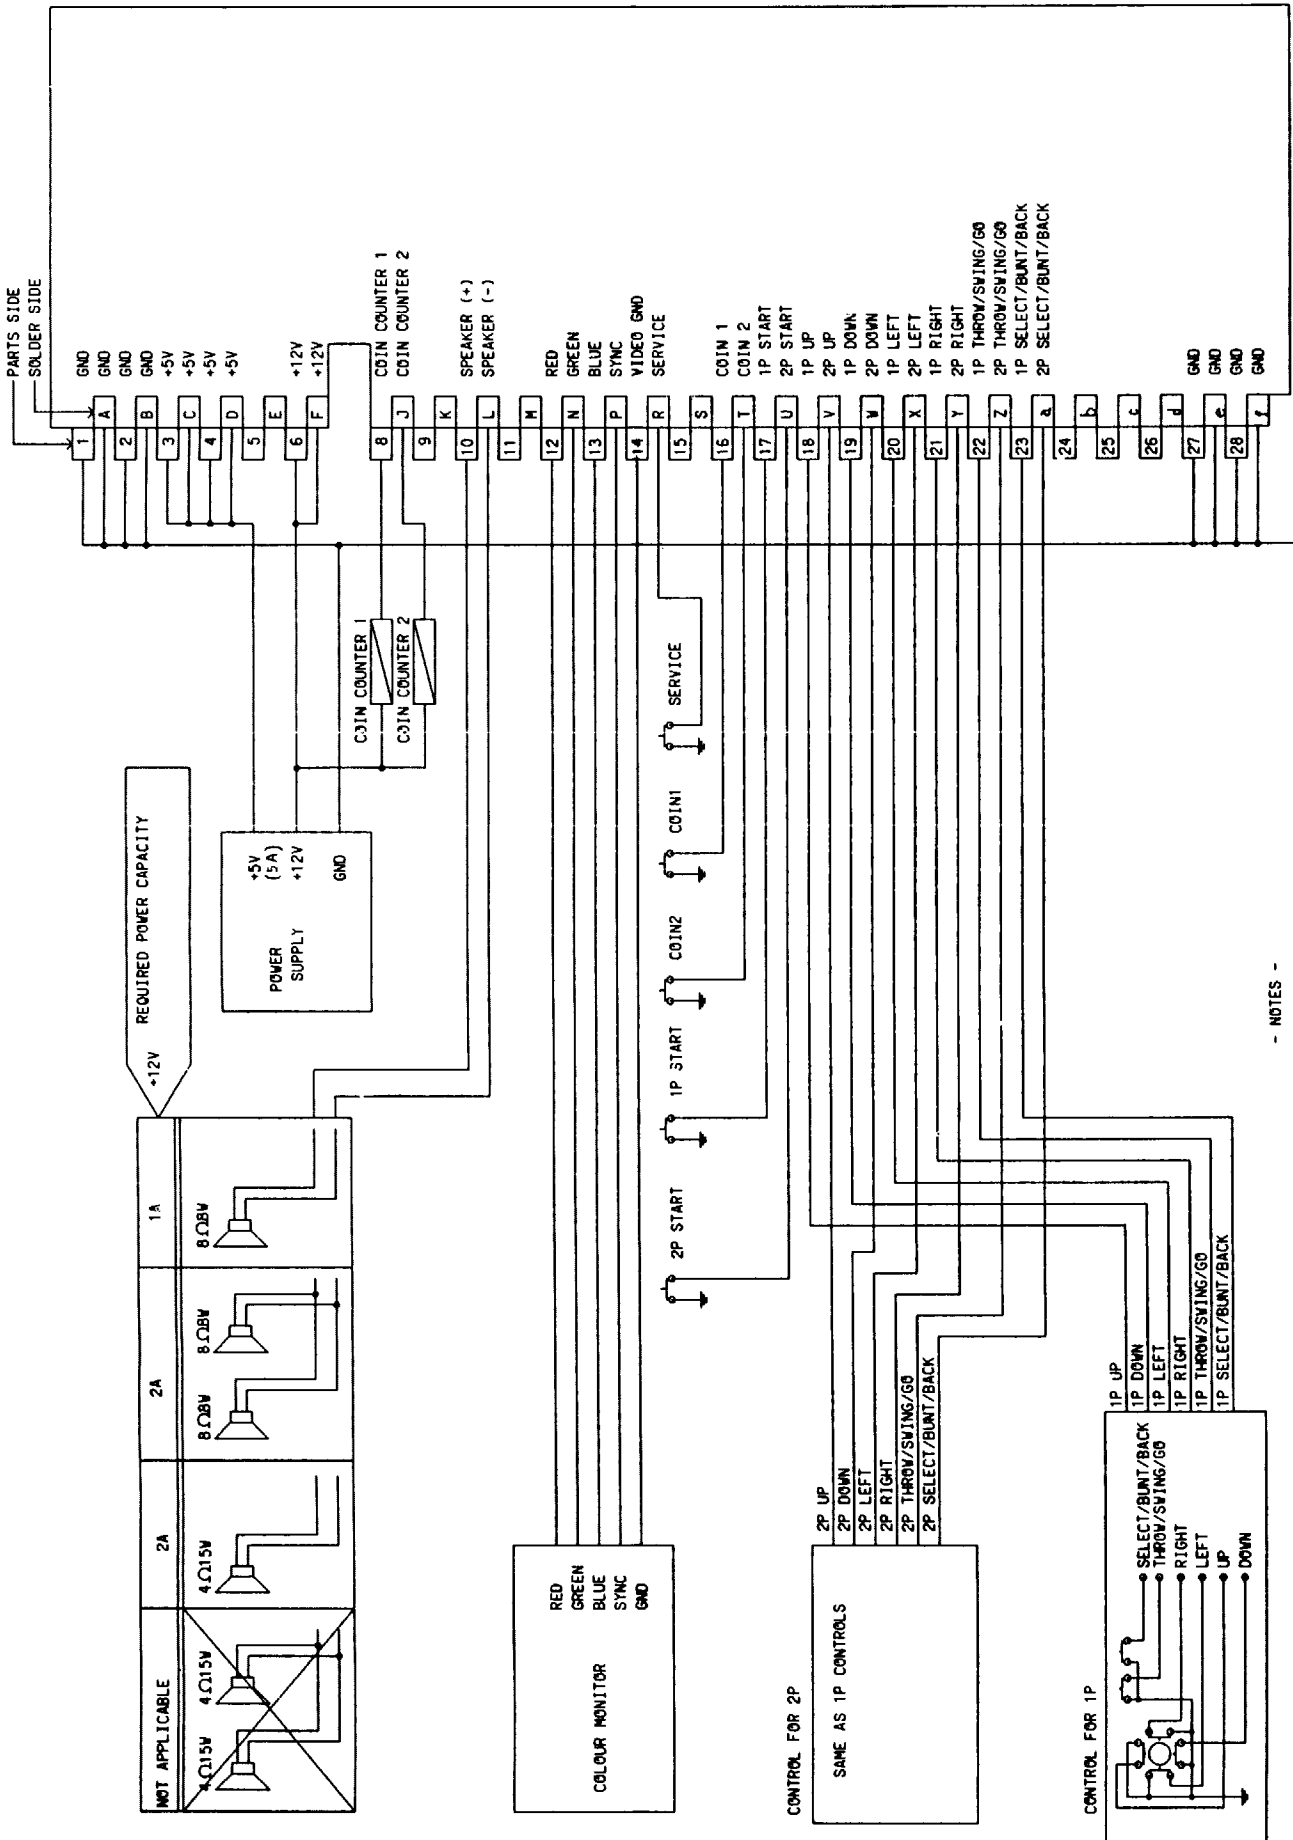 PARTS SIDE
SOLDER SIDE
1
A
2
B
3
C
4
D
5
E
6
F
8
J
9
K
10
L
11
M
12
N
13
P
14
R
15
S
16
T
17
U
18
V
19
W
20
X
21
Y
22
Z
23
a
24
b
25
c
26
d
27
e
28
f
GND
GND
GND
GND
+5V
+5V
+5V
+5V
+12V
+12V
COIN COUNTER 1
COIN COUNTER 2
SPEAKER (+)
SPEAKER (-)
RED
GREEN
BLUE
SYNC
VIDEO GND
SERVICE
COIN 1
COIN 2
1P START
2P START
1P UP
2P UP
1P DOWN
2P DOWN
1P LEFT
2P LEFT
1P RIGHT
2P RIGHT
1P THROW/SWING/GO
2P THROW/SWING/GO
1P SELECT/BUNT/BACK
2P SELECT/BUNT/BACK
GND
GND
GND
GND
COIN COUNTER 1
COIN COUNTER 2
REQUIRED POWER CAPACITY
+12V
POWER
SUPPLY
+5V
(5A)
+12V
GND
NOT APPLICABLE
2A
2A
1A
4Ω15W
4Ω15W
4Ω15W
8Ω8W
8Ω8W
8Ω8W
2P START
1P START
COIN2
COIN1
SERVICE
COLOUR MONITOR
RED
GREEN
BLUE
SYNC
GND
CONTROL FOR 2P
SAME AS 1P CONTROLS
2P UP
2P DOWN
2P LEFT
2P RIGHT
2P THROW/SWING/GO
2P SELECT/BUNT/BACK
CONTROL FOR 1P
SELECT/BUNT/BACK
THROW/SWING/GO
RIGHT
LEFT
UP
DOWN
1P UP
1P DOWN
1P LEFT
1P RIGHT
1P THROW/SWING/GO
1P SELECT/BUNT/BACK
- NOTES -